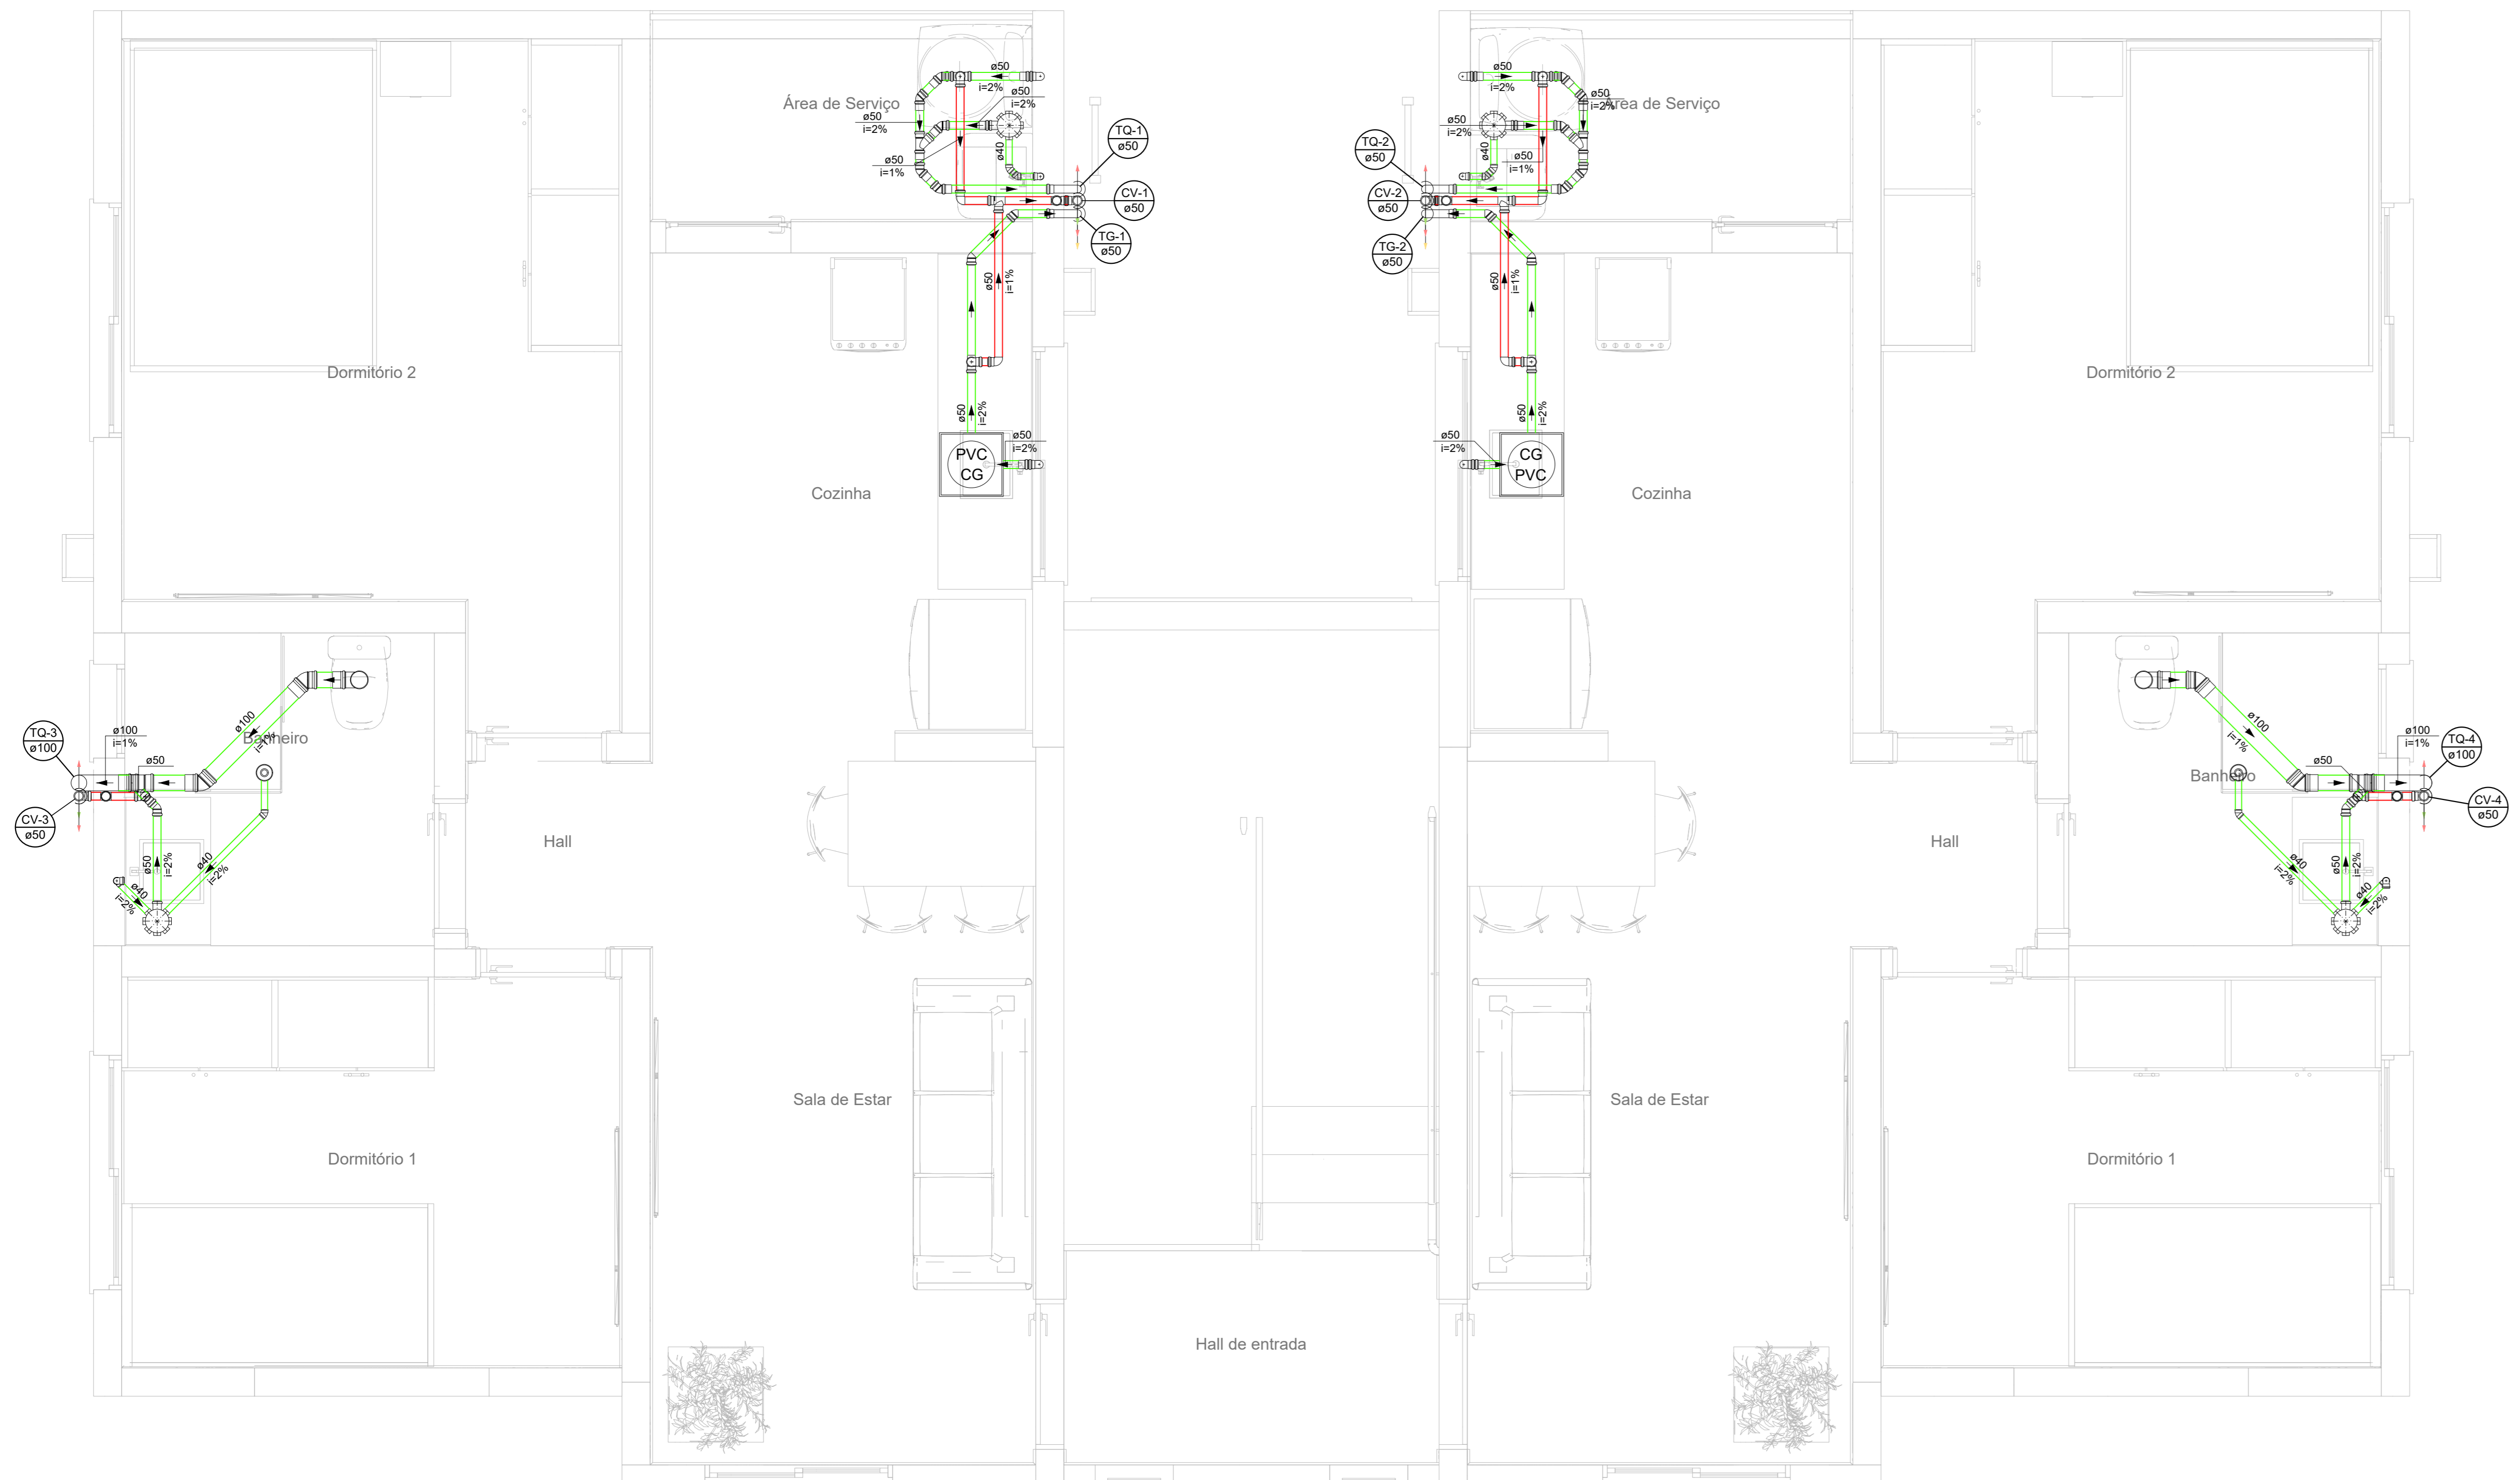 ø50
i=2%
ø50
i=2%
Área de Serviço
ø50
i=2%
ø40
ø50
i=1%
TQ-1
ø50
CV-1
ø50
TG-1
ø50
ø50
i=1%
ø50
i=2%
PVC
CG
ø50
i=2%
Dormitório 2
Cozinha
ø50
i=2%
ø50
i=2%
Área de Serviço
ø50
i=2%
ø40
ø50
i=1%
TQ-2
ø50
CV-2
ø50
TG-2
ø50
ø50
i=1%
ø50
i=2%
CG
PVC
ø50
i=2%
Cozinha
Dormitório 2
TQ-3
ø100
ø100
i=1%
ø100
i=1%
Banheiro
ø50
CV-3
ø50
ø50
i=2%
ø40
i=2%
ø40
i=2%
Hall
Hall
ø100
i=1%
Banheiro
ø50
ø100
i=1%
TQ-4
ø100
CV-4
ø50
ø40
i=2%
ø50
i=2%
ø40
i=2%
Sala de Estar
Sala de Estar
Dormitório 1
Dormitório 1
Hall de entrada